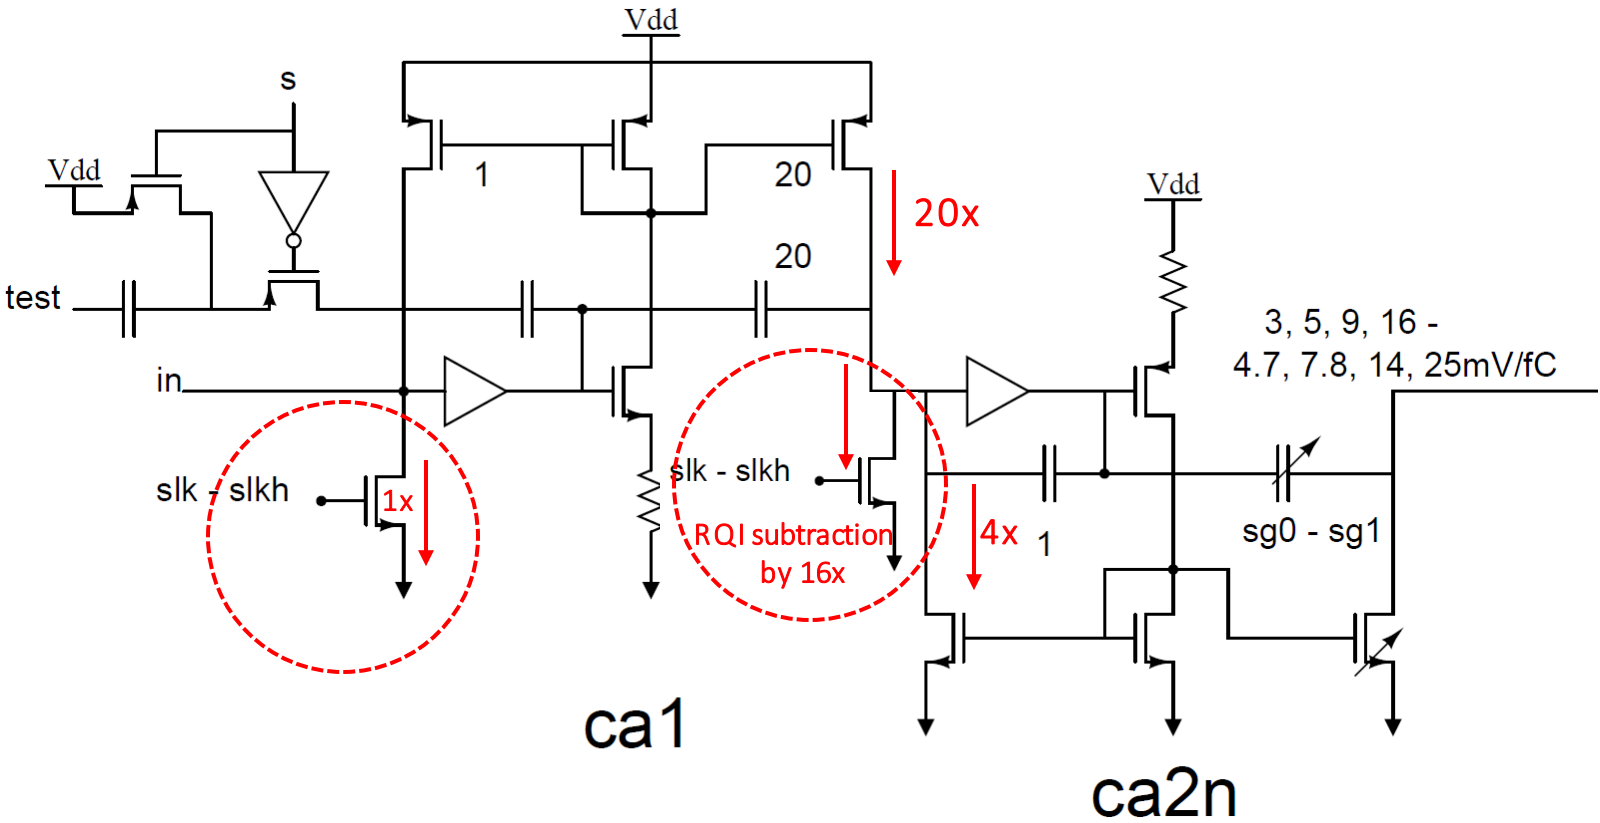 Vdd
s
Vdd
1
20
20x
Vdd
20
test
3, 5, 9, 16 -
4.7, 7.8, 14, 25mV/fC
in
slk - slkh
1x
slk - slkh
RQI subtraction
by 16x
4x
1
sg0 - sg1
ca1
ca2n